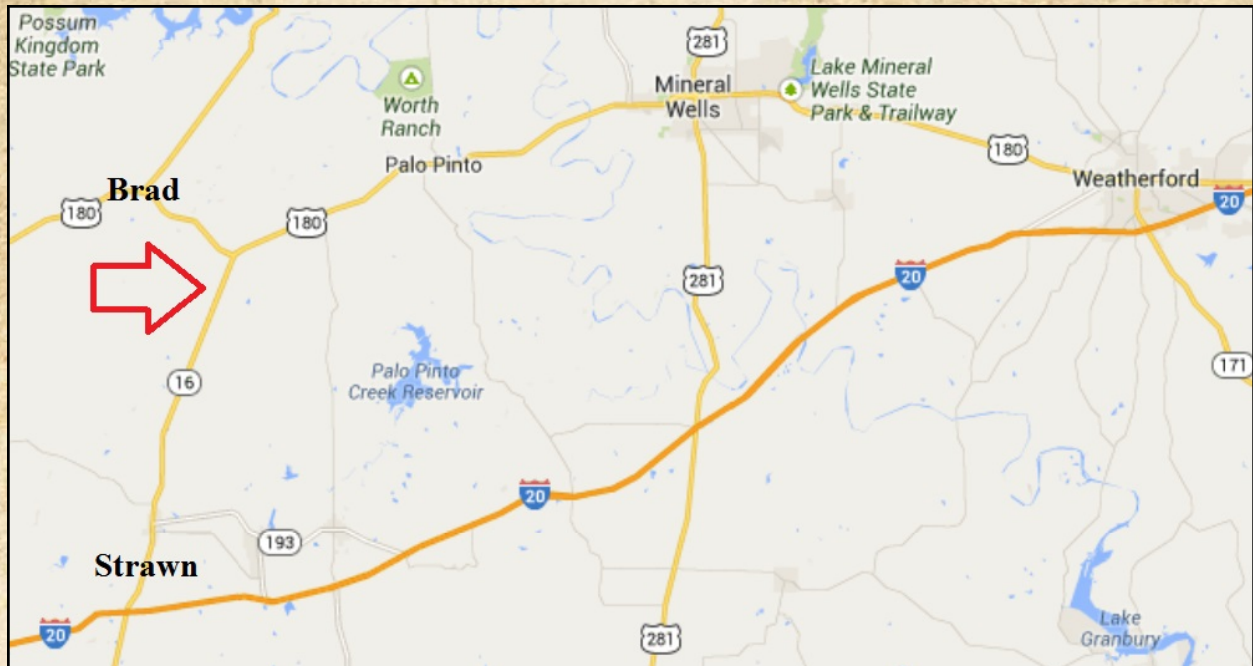 Possum
Kingdom
State Park
281
Mineral
Wells
Lake Mineral
Wells State
Park & Trailway
Worth
Ranch
Palo Pinto
180
Weatherford
Brad
180
180
20
281
20
Palo Pinto
Creek Reservoir
171
16
20
193
Strawn
20
281
Lake
Granbury